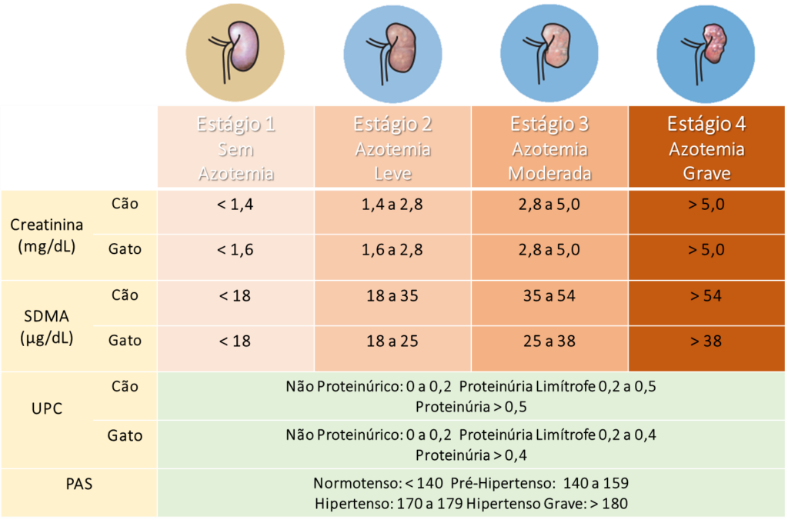 Estágio 1
Sem
Azotemia
Estágio 2
Azotemia
Leve
Estágio 3
Azotemia
Moderada
Estágio 4
Azotemia
Grave
Creatinina
(mg/dL)
Cão
< 1,4
1,4 a 2,8
2,8 a 5,0
> 5,0
Gato
< 1,6
1,6 a 2,8
2,8 a 5,0
> 5,0
SDMA
(µg/dL)
Cão
< 18
18 a 35
35 a 54
> 54
Gato
< 18
18 a 25
25 a 38
> 38
UPC
Cão
Não Proteinúrico: 0 a 0,2 Proteinúria Limítrofe 0,2 a 0,5
Proteinúria > 0,5
Gato
Não Proteinúrico: 0 a 0,2 Proteinúria Limítrofe 0,2 a 0,4
Proteinúria > 0,4
PAS
Normotenso: < 140 Pré-Hipertenso: 140 a 159
Hipertenso: 170 a 179 Hipertenso Grave: > 180